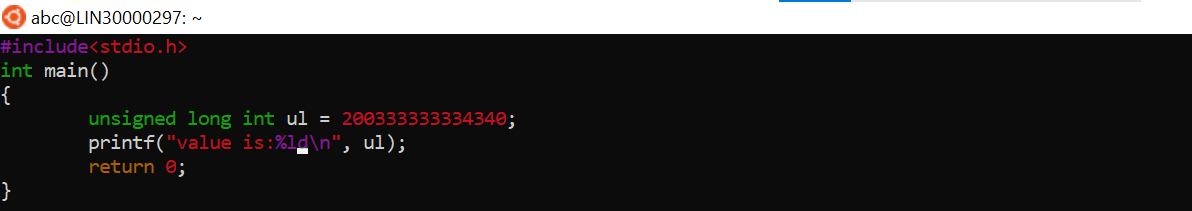 abc@LIN30000297: ~
#include<stdio.h>
int main()
{
        unsigned long int ul = 200333333334340;
        printf("value is:%ld\n", ul);
        return 0;
}